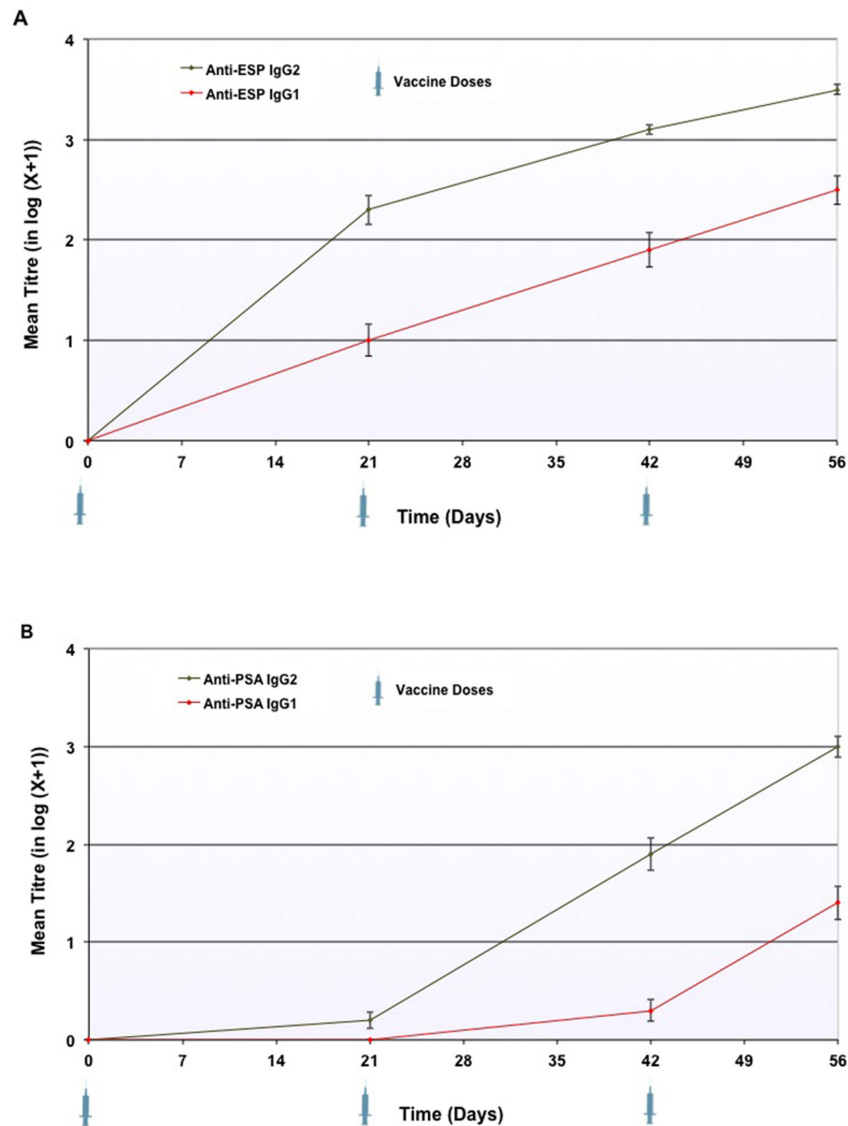 A
4
Anti-ESP IgG2
Anti-ESP IgG1
Vaccine Doses
3
2
1
0
Mean Titre (in log (X+1))
0 7 14 21 28 35 42 49 56
Time (Days)
B
4
Anti-PSA IgG2
Anti-PSA IgG1
Vaccine Doses
3
2
1
0
Mean Titre (in log (X+1))
0 7 14 21 28 35 42 49 56
Time (Days)